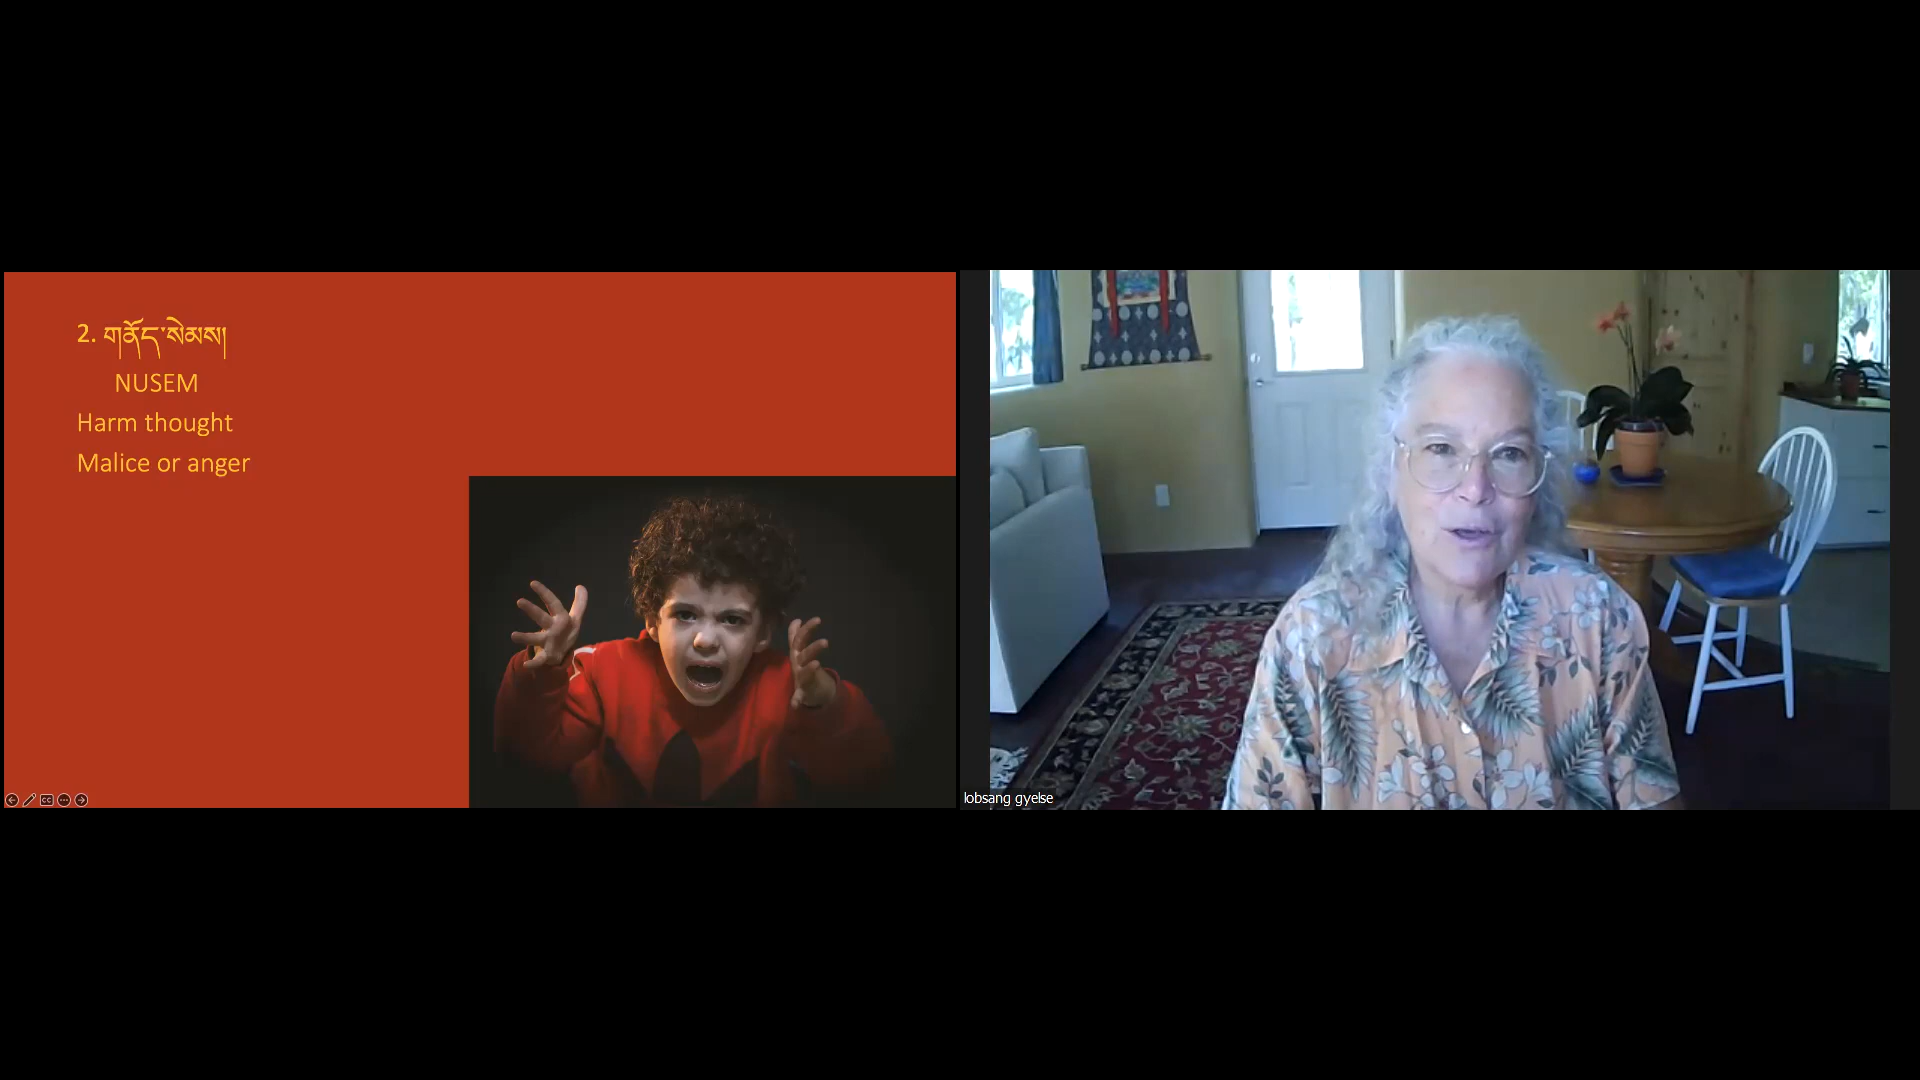 2. གནོད་སེམས།
NUSEM
Harm thought
Malice or anger
lobsang gyelse